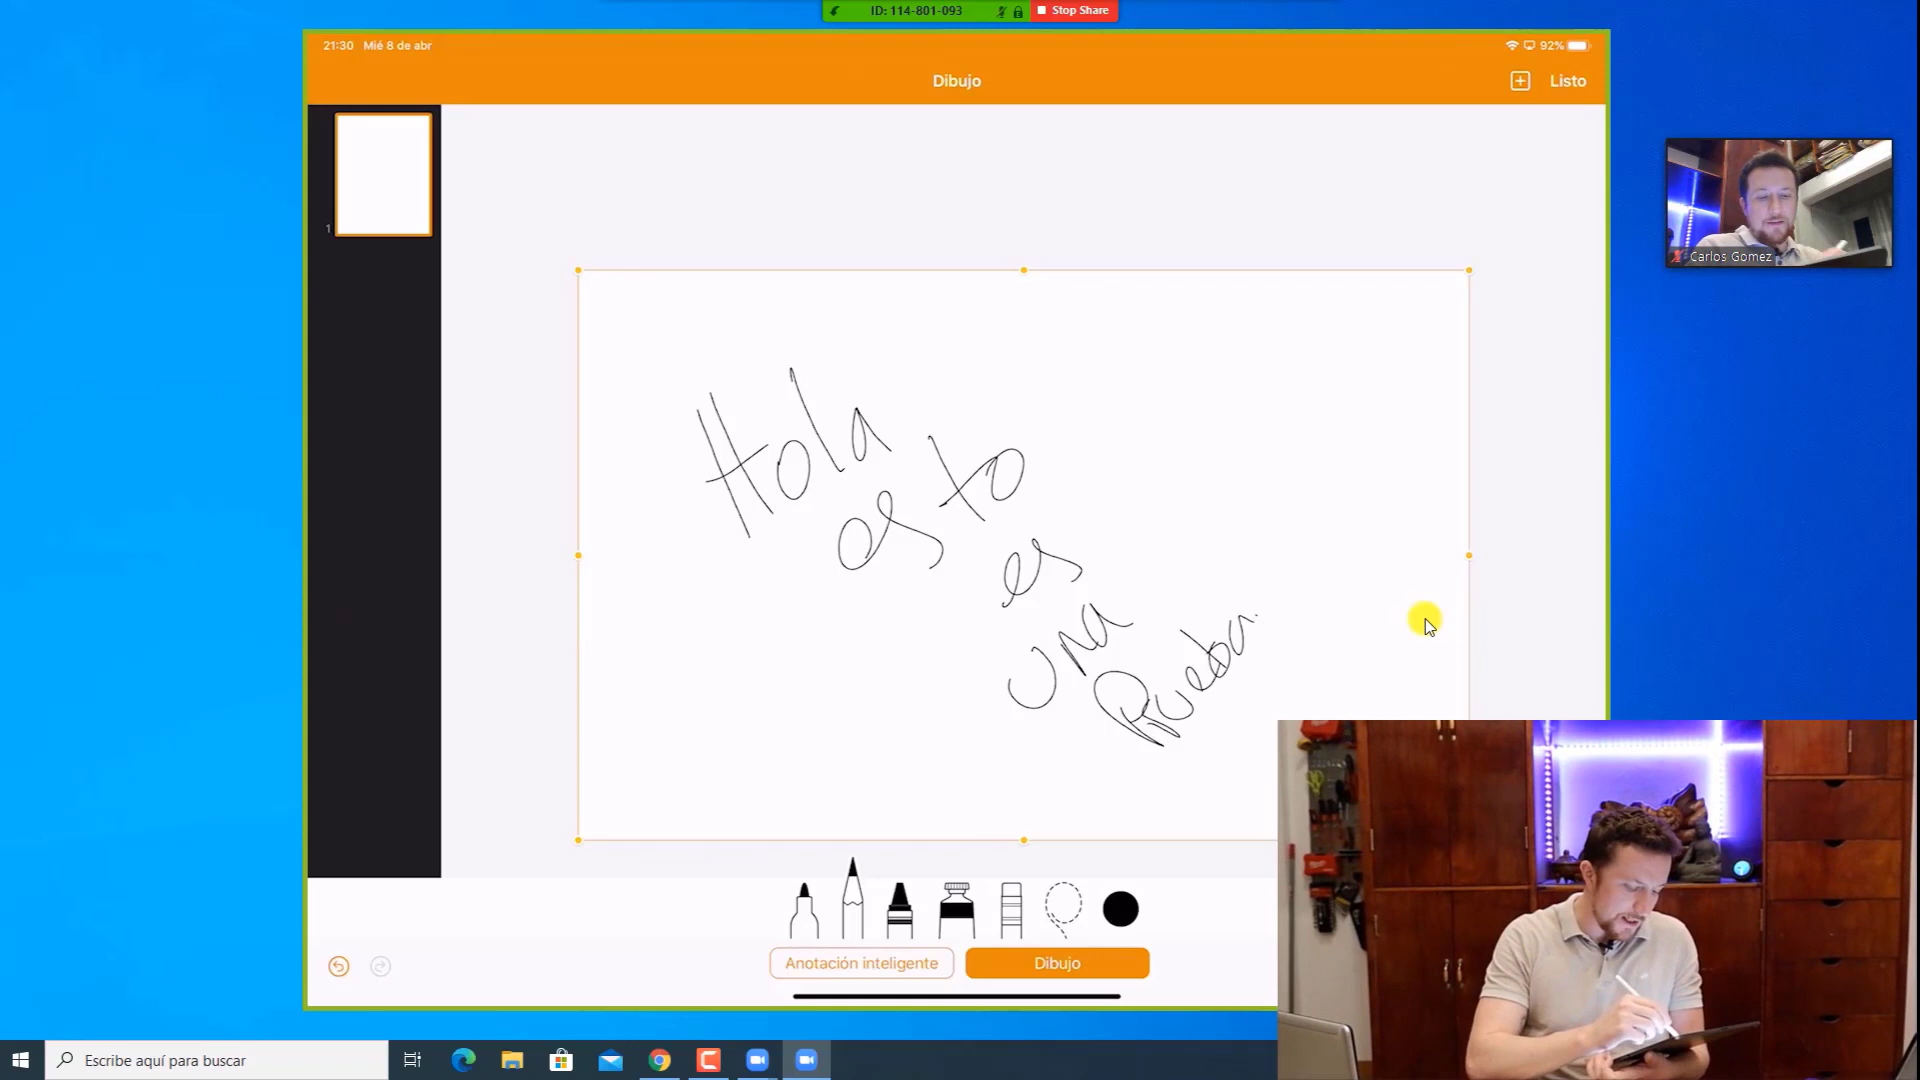 ID: 114-801-093
Stop Share
21:30 Mié 8 de abr
92%
Dibujo
Listo
1
Carlos Gomez
Hola
esto
es
una
Prueba.
Anotación inteligente
Dibujo
Escribe aquí para buscar